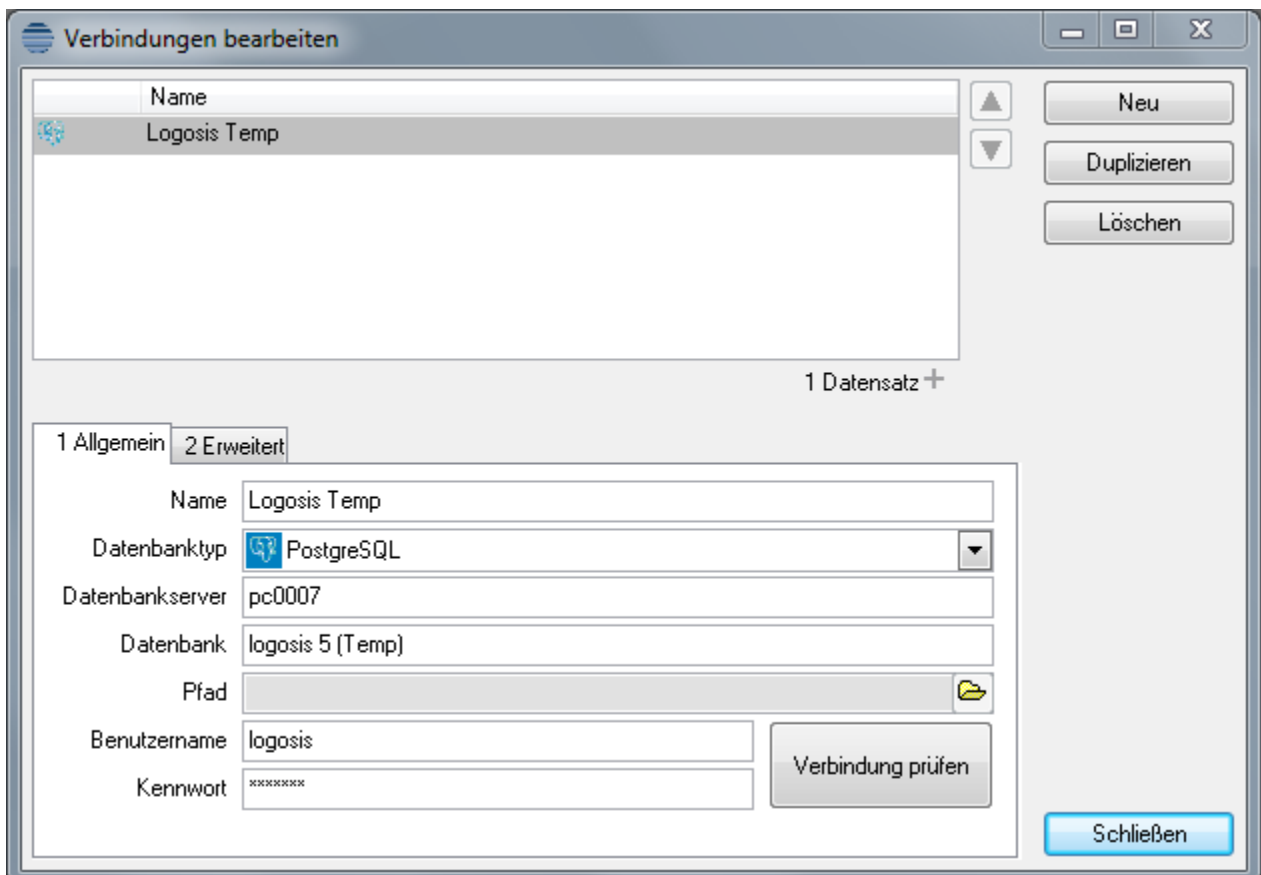 Verbindungen bearbeiten
Name
Logosis Temp
Neu
Duplizieren
Löschen
1 Datensatz
1 Allgemein
2 Erweitert
Name Logosis Temp
Datenbanktyp PostgreSQL
Datenbankserver pc0007
Datenbank logosis 5 (Temp)
Pfad
Benutzername logosis
Kennwort *******
Verbindung prüfen
Schließen